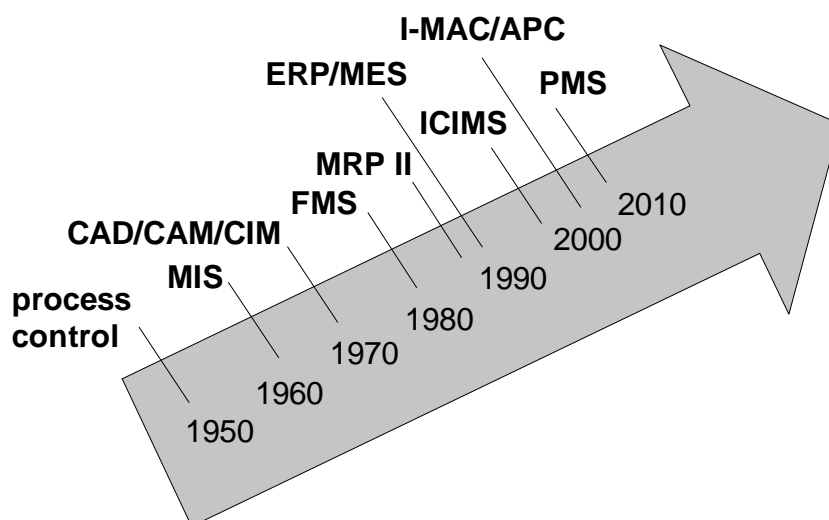 I-MAC/APC
ERP/MES
PMS
ICIMS
MRP II
FMS
CAD/CAM/CIM
MIS
process
control
2010
2000
1990
1980
1970
1960
1950